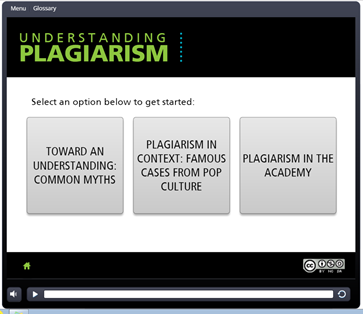 Menu Glossary
UNDERSTANDING
PLAGIARISM
Select an option below to get started:
TOWARD AN
UNDERSTANDING:
COMMON MYTHS
PLAGIARISM IN
CONTEXT: FAMOUS
CASES FROM POP
CULTURE
PLAGIARISM IN THE
ACADEMY
cc
BY NC SA